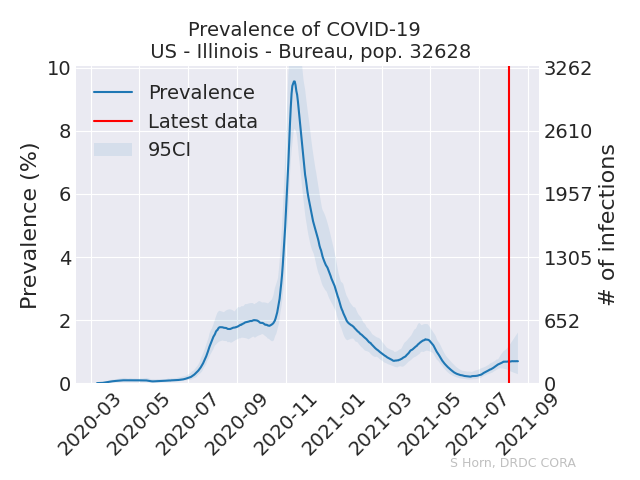 Prevalence of COVID-19
US - Illinois - Bureau, pop. 32628
Prevalence (%)
10
8
6
4
2
0
Prevalence
Latest data
95CI
3262
2610
1957
1305
652
0
# of infections
2020-03
2020-05
2020-07
2020-09
2020-11
2021-01
2021-03
2021-05
2021-07
2021-09
S Horn, DRDC CORA